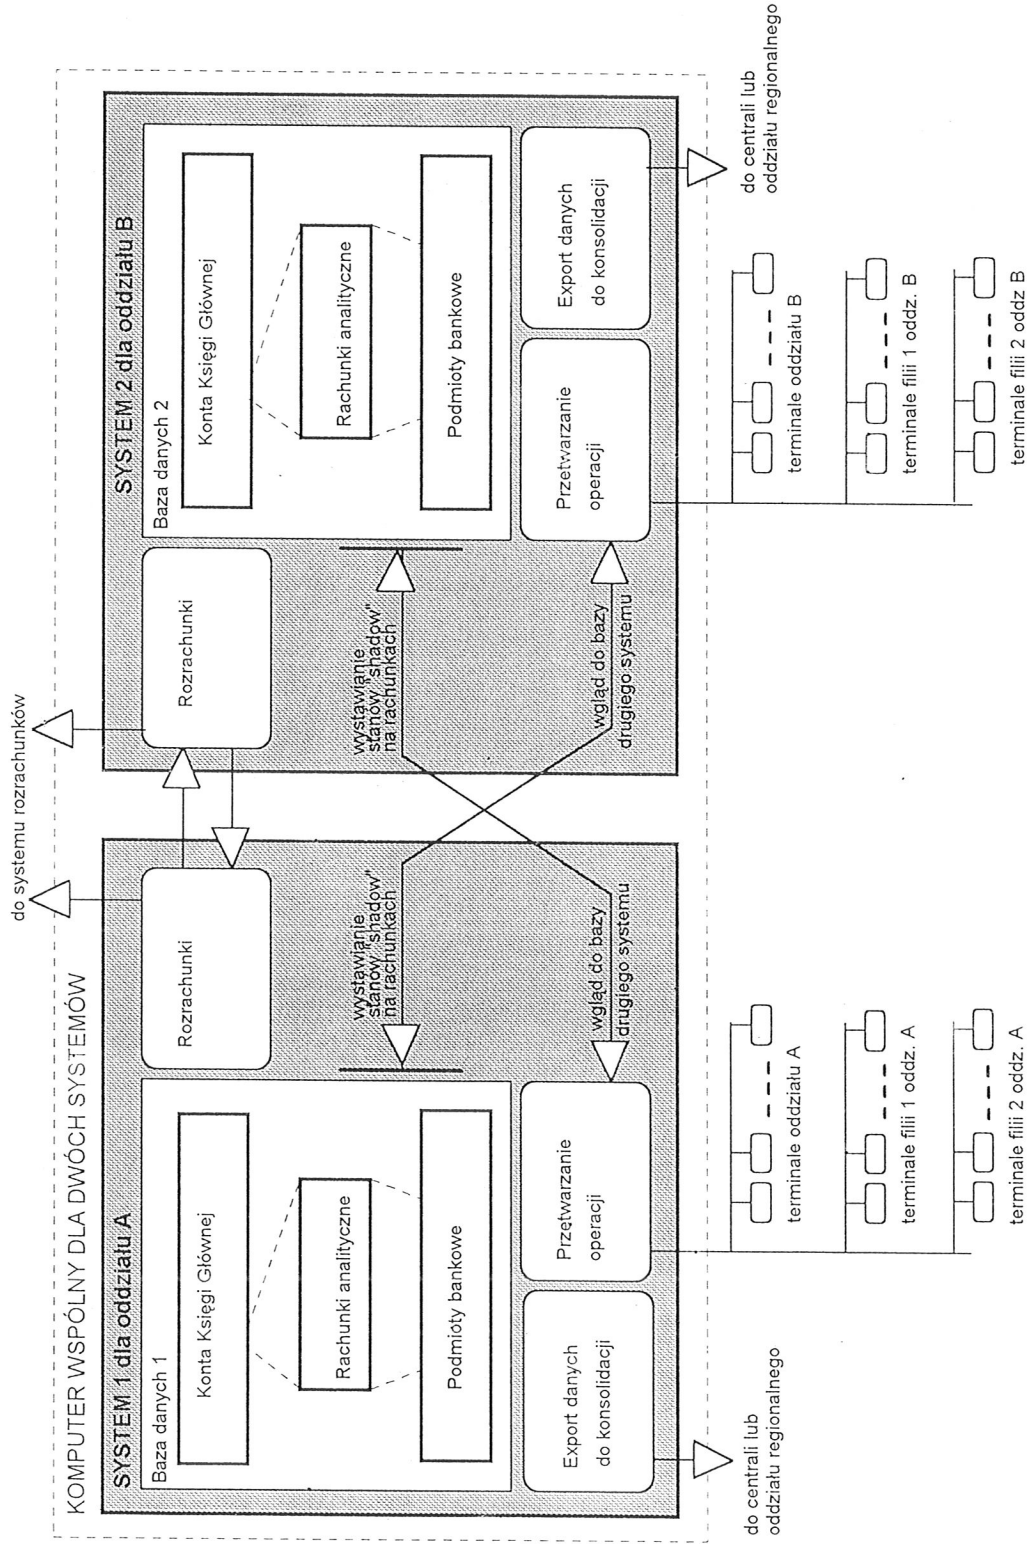 do systemu rozrachunków
KOMPUTER WSPÓLNY DLA DWÓCH SYSTEMÓW
SYSTEM 1 dla oddziału A
Baza danych 1
Konta Księgi Głównej
Rachunki analityczne
Podmioty bankowe
Rozrachunki
wystawianie
stanow "shadow"
na rachunkach
wgląd do bazy
drugiego systemu
Export danych
do konsolidacji
Przetwarzanie
operacji
SYSTEM 2 dla oddziału B
Baza danych 2
Konta Księgi Głównej
Rachunki analityczne
Podmioty bankowe
Rozrachunki
wystawianie
stanow "shadow"
na rachunkach
wgląd do bazy
drugiego systemu
Przetwarzanie
operacji
Export danych
do konsolidacji
do centrali lub
oddziału regionalnego
terminale oddziału A
terminale filii 1 oddz. A
terminale filii 2 oddz. A
terminale oddziału B
terminale filii 1 oddz. B
terminale filii 2 oddz B
do centrali lub
oddziału regionalnego